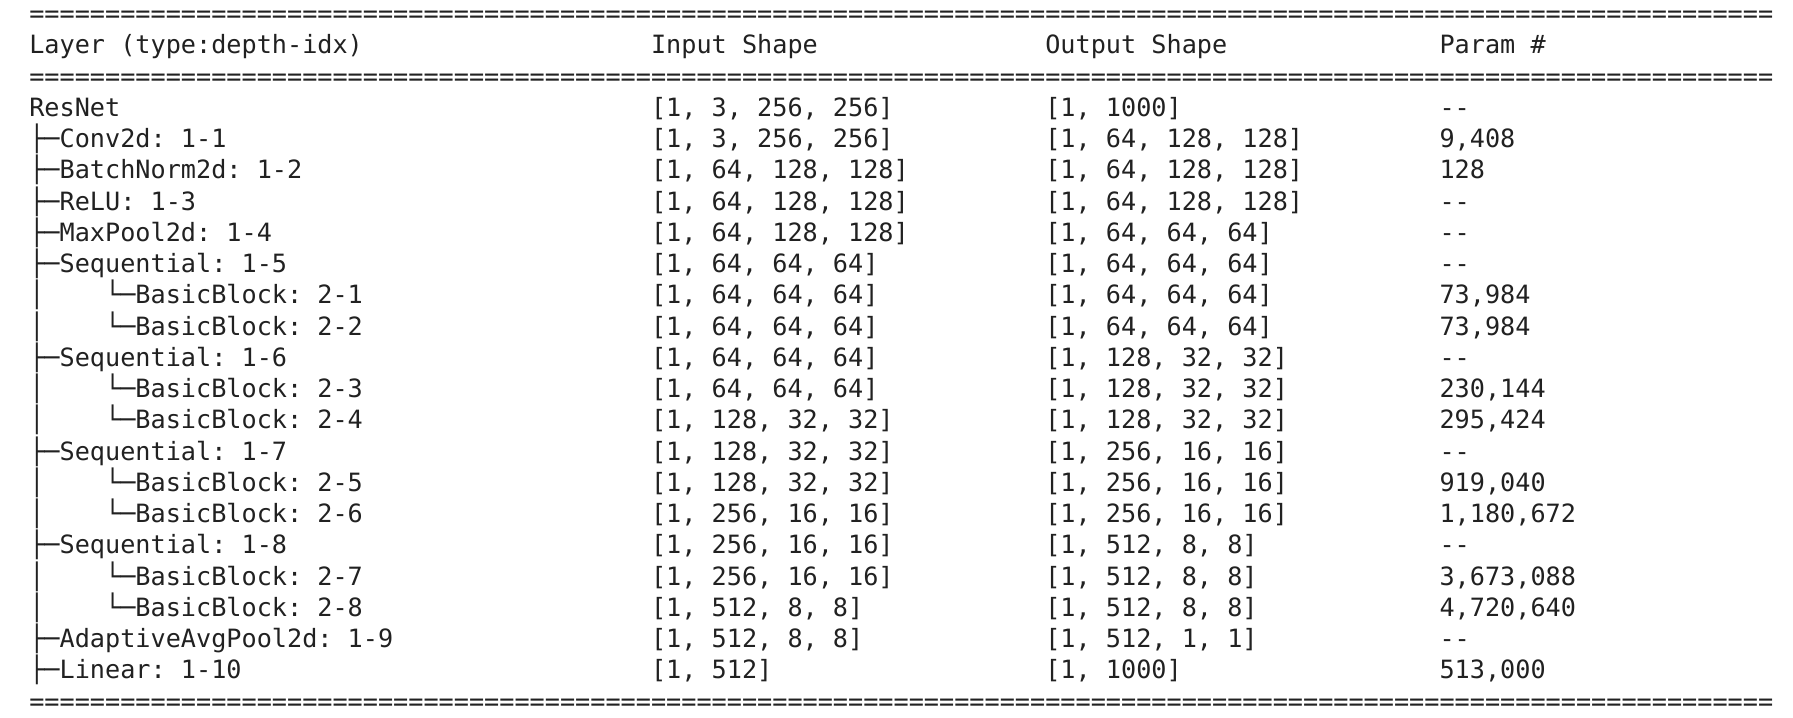 ===================================================================================================================
Layer (type:depth-idx)                   Input Shape               Output Shape              Param #
===================================================================================================================
ResNet                                   [1, 3, 256, 256]          [1, 1000]                 --
├─Conv2d: 1-1                            [1, 3, 256, 256]          [1, 64, 128, 128]         9,408
├─BatchNorm2d: 1-2                       [1, 64, 128, 128]         [1, 64, 128, 128]         128
├─ReLU: 1-3                              [1, 64, 128, 128]         [1, 64, 128, 128]         --
├─MaxPool2d: 1-4                         [1, 64, 128, 128]         [1, 64, 64, 64]           --
├─Sequential: 1-5                        [1, 64, 64, 64]           [1, 64, 64, 64]           --
│    └─BasicBlock: 2-1                   [1, 64, 64, 64]           [1, 64, 64, 64]           73,984
│    └─BasicBlock: 2-2                   [1, 64, 64, 64]           [1, 64, 64, 64]           73,984
├─Sequential: 1-6                        [1, 64, 64, 64]           [1, 128, 32, 32]          --
│    └─BasicBlock: 2-3                   [1, 64, 64, 64]           [1, 128, 32, 32]          230,144
│    └─BasicBlock: 2-4                   [1, 128, 32, 32]          [1, 128, 32, 32]          295,424
├─Sequential: 1-7                        [1, 128, 32, 32]          [1, 256, 16, 16]          --
│    └─BasicBlock: 2-5                   [1, 128, 32, 32]          [1, 256, 16, 16]          919,040
│    └─BasicBlock: 2-6                   [1, 256, 16, 16]          [1, 256, 16, 16]          1,180,672
├─Sequential: 1-8                        [1, 256, 16, 16]          [1, 512, 8, 8]            --
│    └─BasicBlock: 2-7                   [1, 256, 16, 16]          [1, 512, 8, 8]            3,673,088
│    └─BasicBlock: 2-8                   [1, 512, 8, 8]            [1, 512, 8, 8]            4,720,640
├─AdaptiveAvgPool2d: 1-9                 [1, 512, 8, 8]            [1, 512, 1, 1]            --
├─Linear: 1-10                           [1, 512]                  [1, 1000]                 513,000
===================================================================================================================